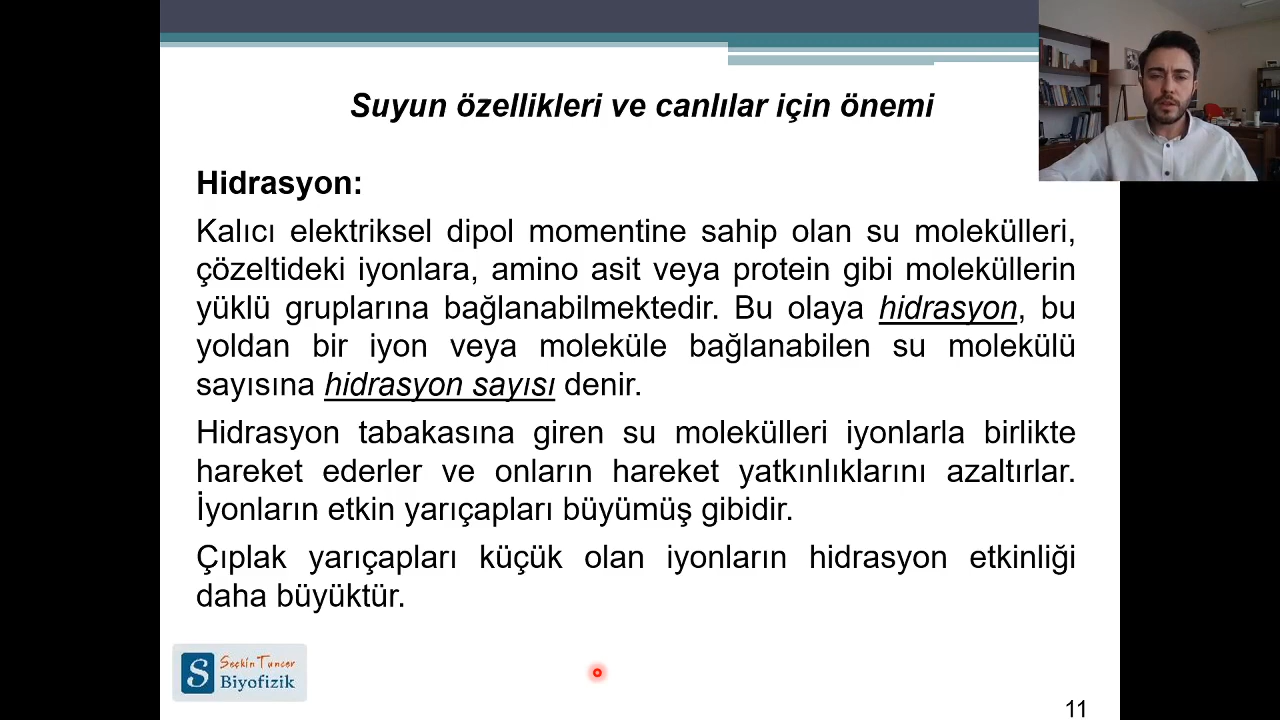 Suyun özellikleri ve canlılar için önemi
Hidrasyon:
Kalıcı elektriksel dipol momentine sahip olan su molekülleri,
çözeltideki iyonlara, amino asit veya protein gibi moleküllerin
yüklü gruplarına bağlanabilmektedir. Bu olaya hidrasyon, bu
yoldan bir iyon veya moleküle bağlanabilen su molekülü
sayısına hidrasyon sayısı denir.
Hidrasyon tabakasına giren su molekülleri iyonlarla birlikte
hareket ederler ve onların hareket yatkınlıklarını azaltırlar.
İyonların etkin yarıçapları büyümüş gibidir.
Çıplak yarıçapları küçük olan iyonların hidrasyon etkinliği
daha büyüktür.
S
Seçkin Tuncer
Biyofizik
11